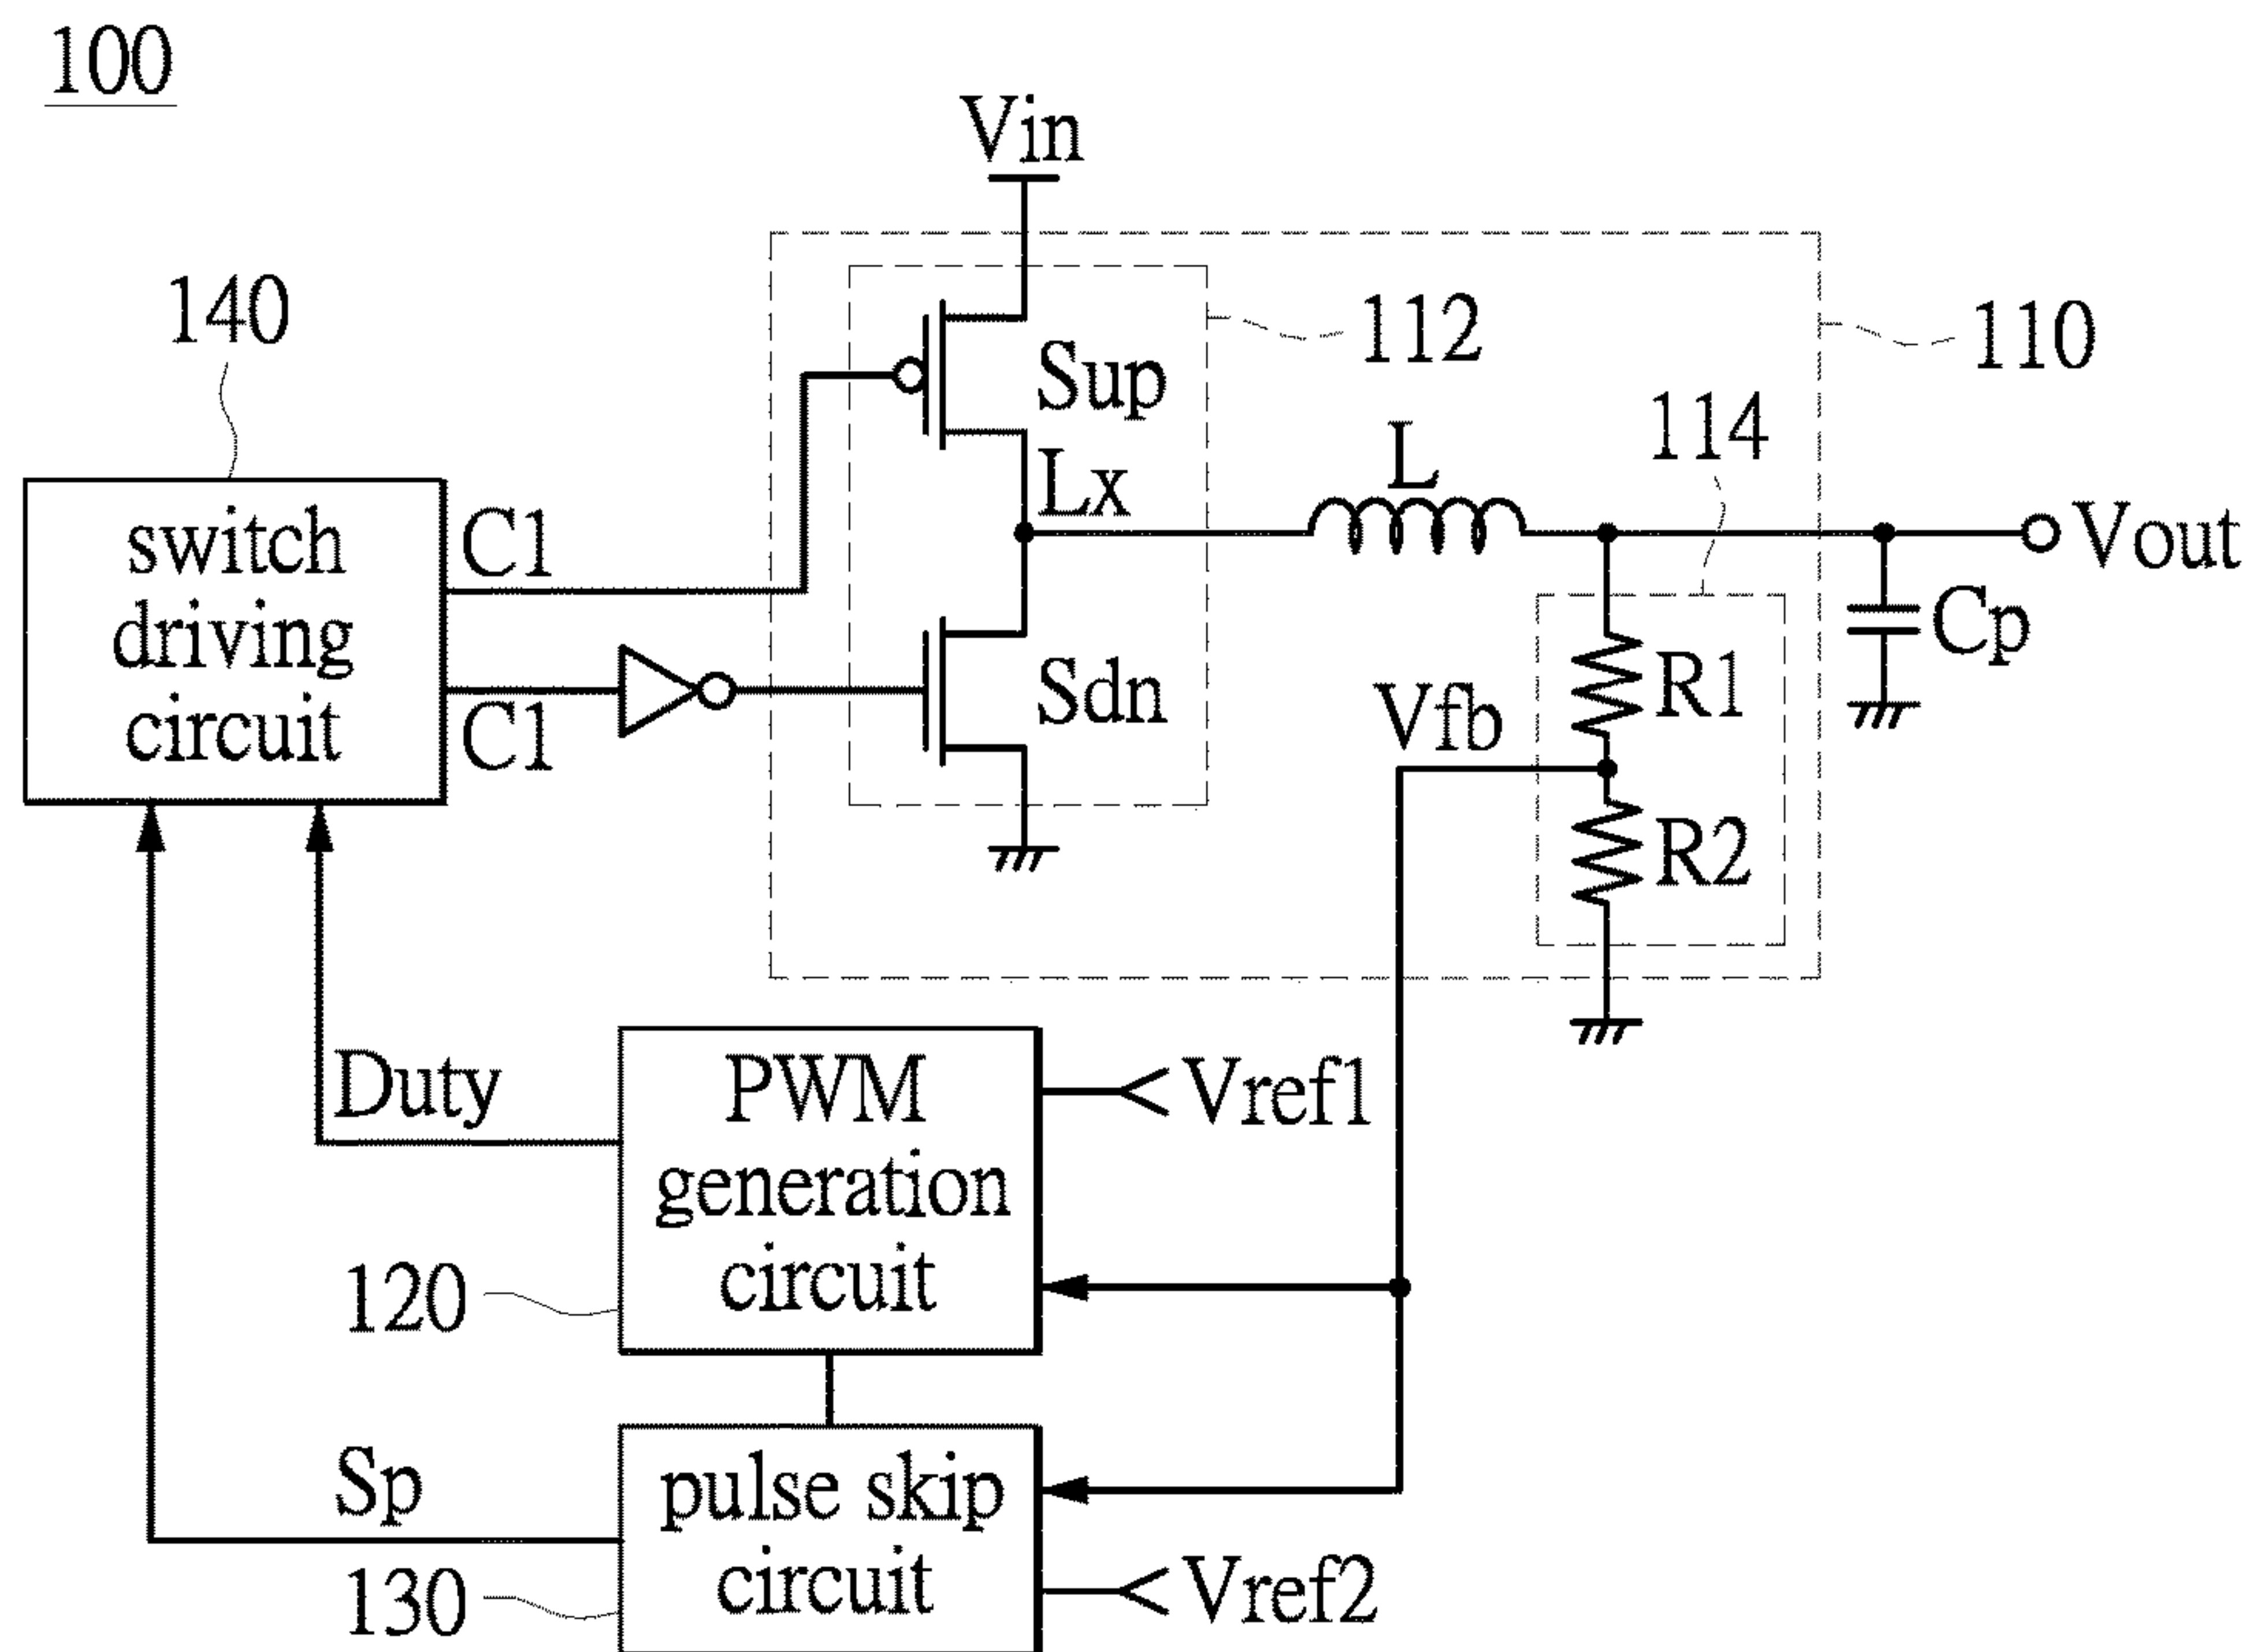 100
Vin
140
112
110
Sup
114
L
Lx
switch
driving
circuit
C1
C1
Vout
Cp
Sdn
R1
Vfb
R2
Duty
PWM
generation
circuit
Vref1
120
Sp
pulse skip
circuit
130
Vref2